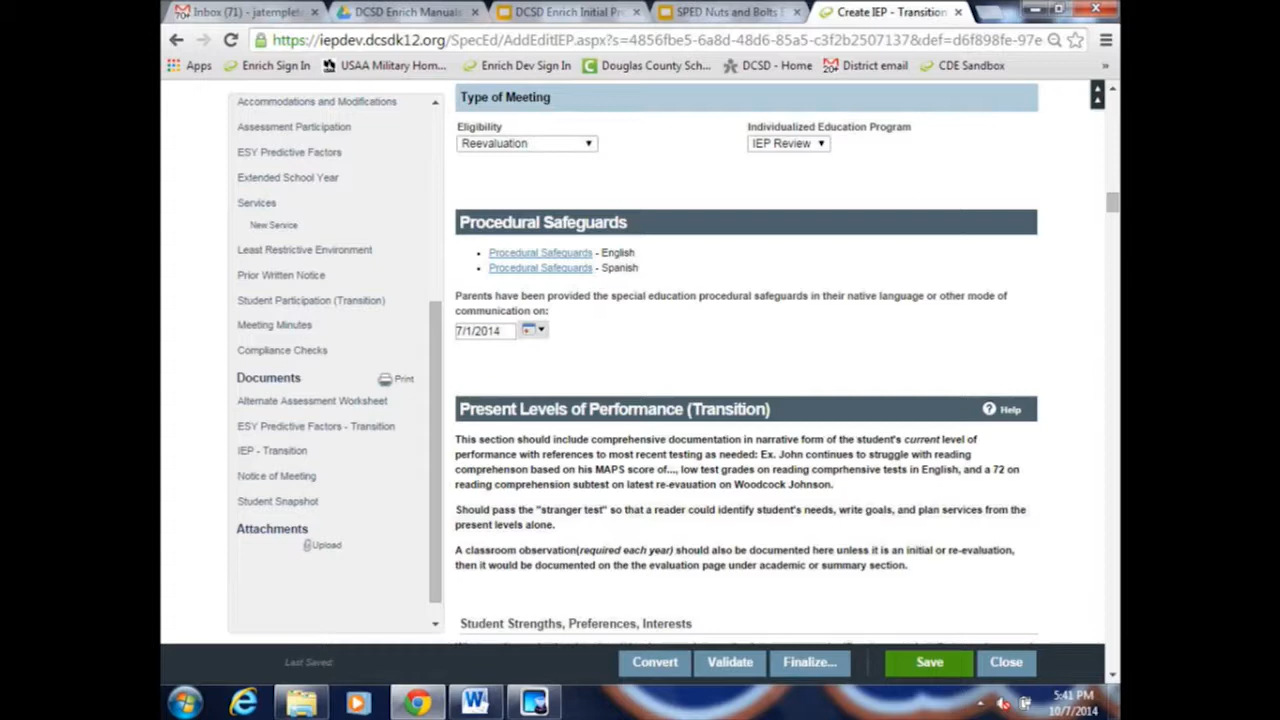 Inbox (71) - jatemplet
DCSD Enrich Manuals
DCSD Enrich Initial Pr
SPED Nuts and Bolts
Create IEP - Transition
https://iepdev.dcsdk12.org/SpecEd/AddEditIEP.aspx?s=4856fbe5-6a8d-48d6-85a5-c3f2b2507137&def=d6f898fe-97e
Apps
Enrich Sign In
USAA Military Hom...
Enrich Dev Sign In
Douglas County Sch...
DCSD - Home
District email
CDE Sandbox
»
Accommodations and Modifications
Assessment Participation
ESY Predictive Factors
Extended School Year
Services
New Service
Least Restrictive Environment
Prior Written Notice
Student Participation (Transition)
Meeting Minutes
Compliance Checks
Documents
Print
Alternate Assessment Worksheet
ESY Predictive Factors - Transition
IEP - Transition
Notice of Meeting
Student Snapshot
Attachments
Upload
Type of Meeting
Eligibility
Individualized Education Program
Reevaluation
IEP Review
Procedural Safeguards
• Procedural Safeguards - English
• Procedural Safeguards - Spanish
Parents have been provided the special education procedural safeguards in their native language or other mode of
communication on:
7/1/2014
Present Levels of Performance (Transition)
? Help
This section should include comprehensive documentation in narrative form of the student's current level of
performance with references to most recent testing as needed: Ex. John continues to struggle with reading
comprehenson based on his MAPS score of..., low test grades on reading comprhensive tests in English, and a 72 on
reading comprehension subtest on latest re-evauation on Woodcock Johnson.
Should pass the "stranger test" so that a reader could identify student's needs, write goals, and plan services from the
present levels alone.
A classroom observation(required each year) should also be documented here unless it is an initial or re-evaluation,
then it would be documented on the the evaluation page under academic or summary section.
Student Strengths, Preferences, Interests
Last Saved:
Convert
Validate
Finalize...
Save
Close
5:41 PM
10/7/2014